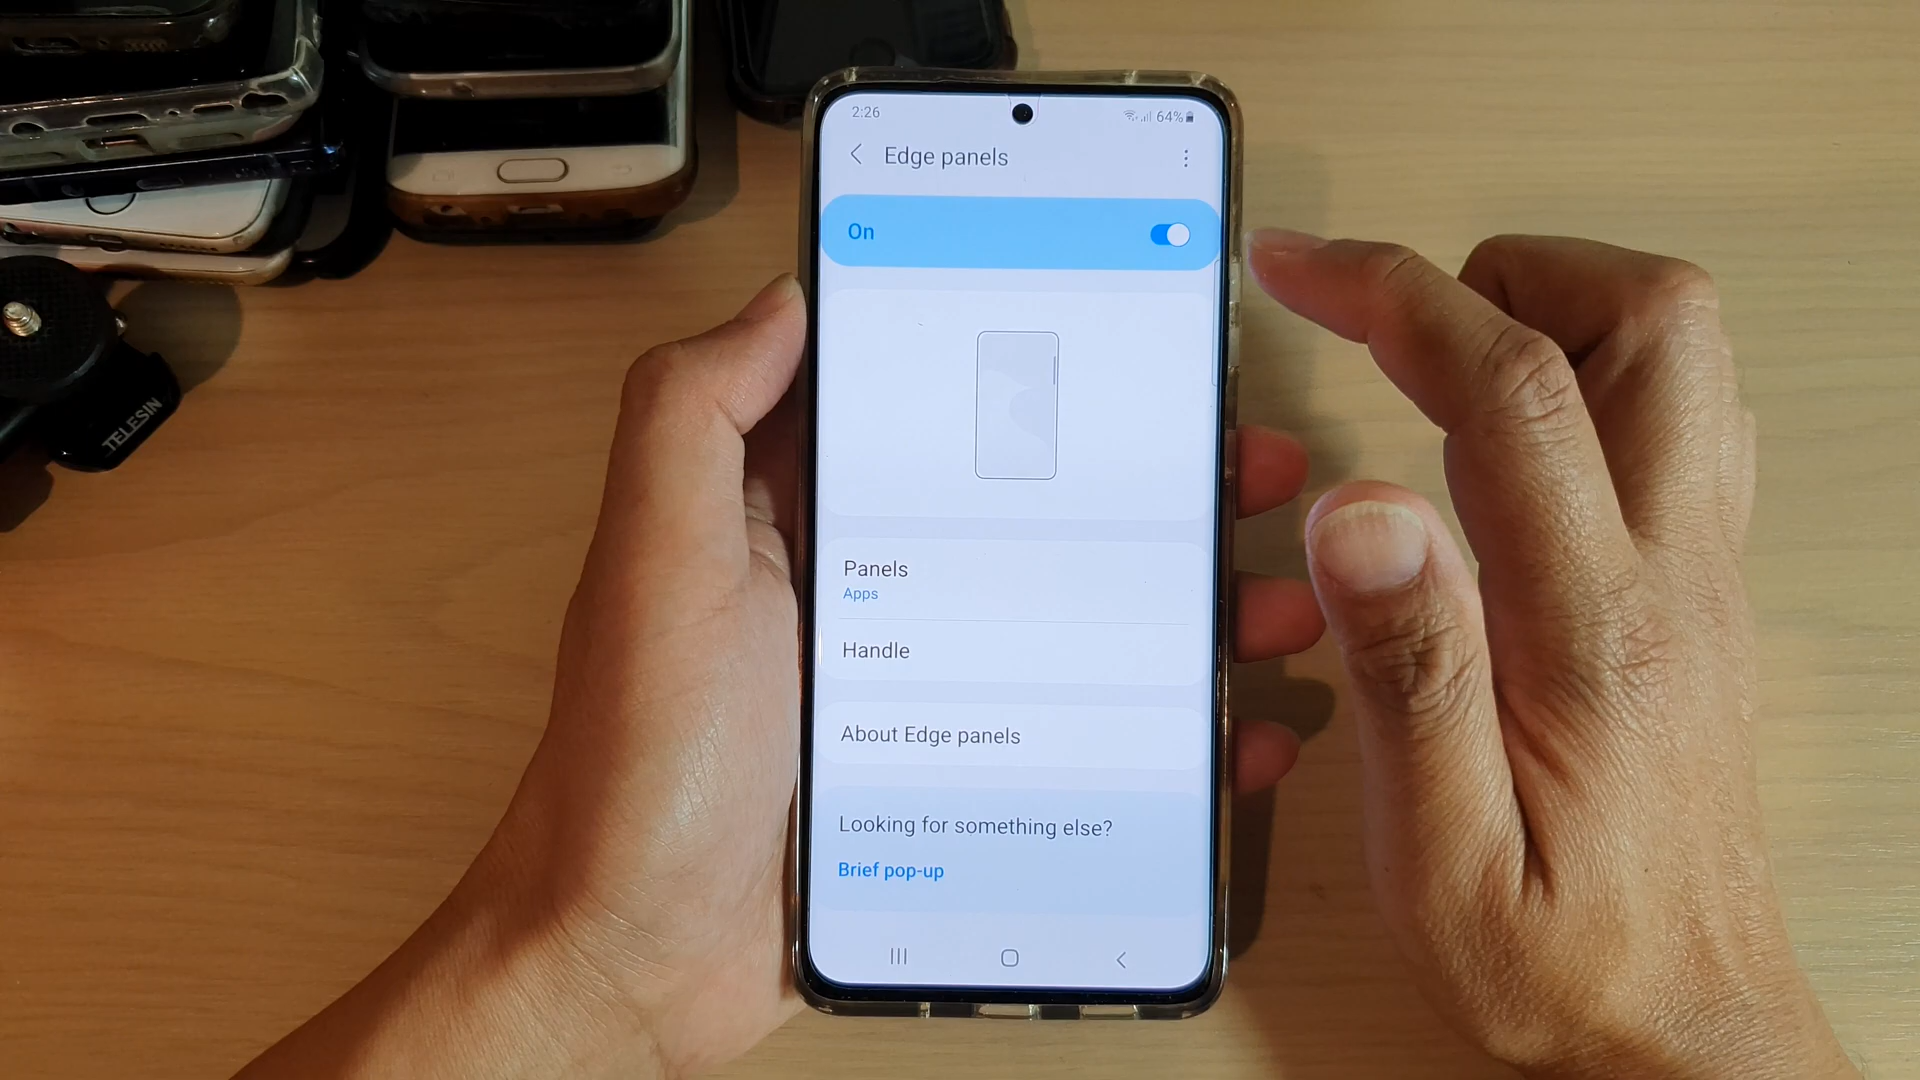 2:26
64%
Edge panels
On
Panels
Apps
Handle
About Edge panels
Looking for something else?
Brief pop-up
TELESIN